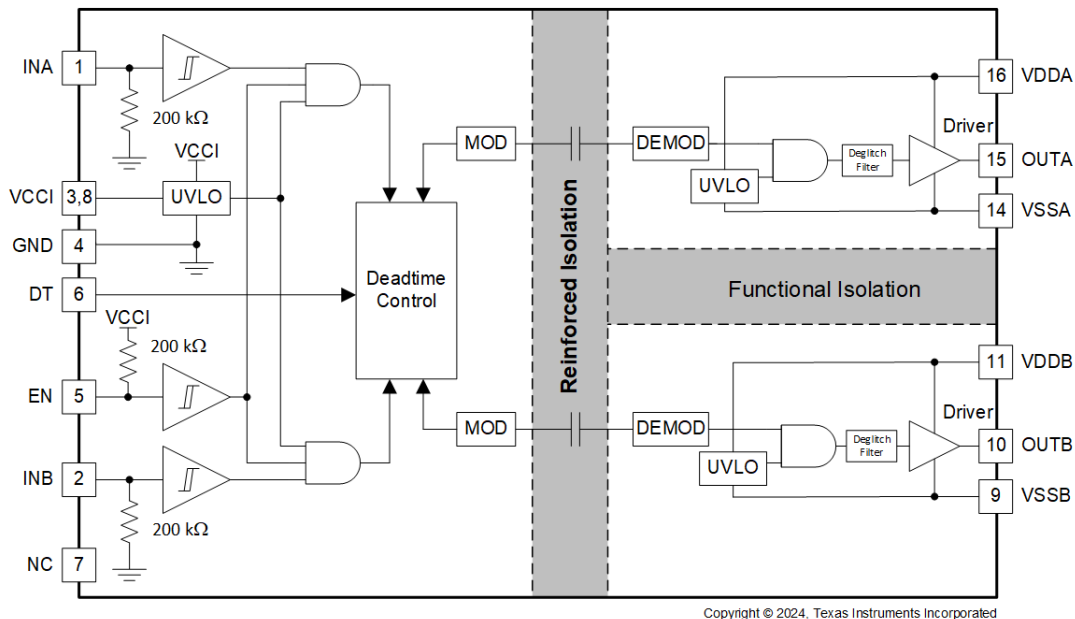 INA
1
200 kΩ
VCCI
VCCI
3,8
UVLO
GND
4
DT
6
VCCI
200 kΩ
EN
5
INB
2
200 kΩ
NC
7
Deadtime
Control
MOD
MOD
Reinforced Isolation
DEMOD
UVLO
Deglitch
Filter
Driver
16
VDDA
15
OUTA
14
VSSA
Functional Isolation
DEMOD
UVLO
Deglitch
Filter
Driver
11
VDDB
10
OUTB
9
VSSB
Copyright © 2024, Texas Instruments Incorporated